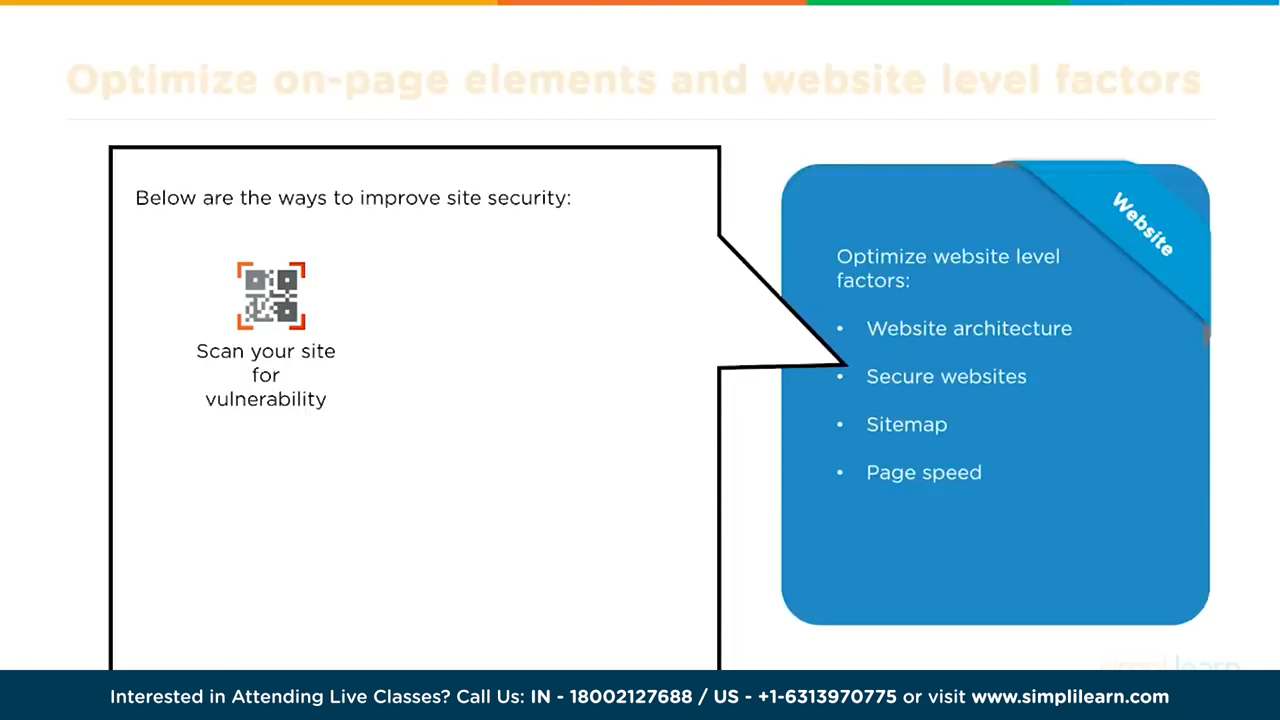 Optimize on-page elements and website level factors
Below are the ways to improve site security:
Scan your site
for
vulnerability
Website
Optimize website level
factors:
• Website architecture
• Secure websites
• Sitemap
• Page speed
simplilearn
Interested in Attending Live Classes? Call Us: IN - 18002127688 / US - +1-6313970775 or visit www.simplilearn.com